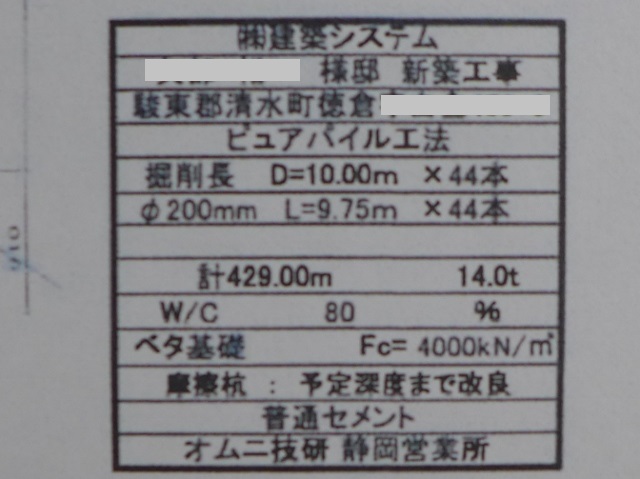 ㈱建築システム
様邸 新築工事
駿東郡清水町徳倉
ピュアパイル工法
掘削長 D=10.00m ×44本
φ200mm L=9.75m ×44本
計429.00m 14.0t
W/C 80 %
ベタ基礎 Fc= 4000kN/㎡
摩擦杭 : 予定深度まで改良
普通セメント
オムニ技研 静岡営業所
910